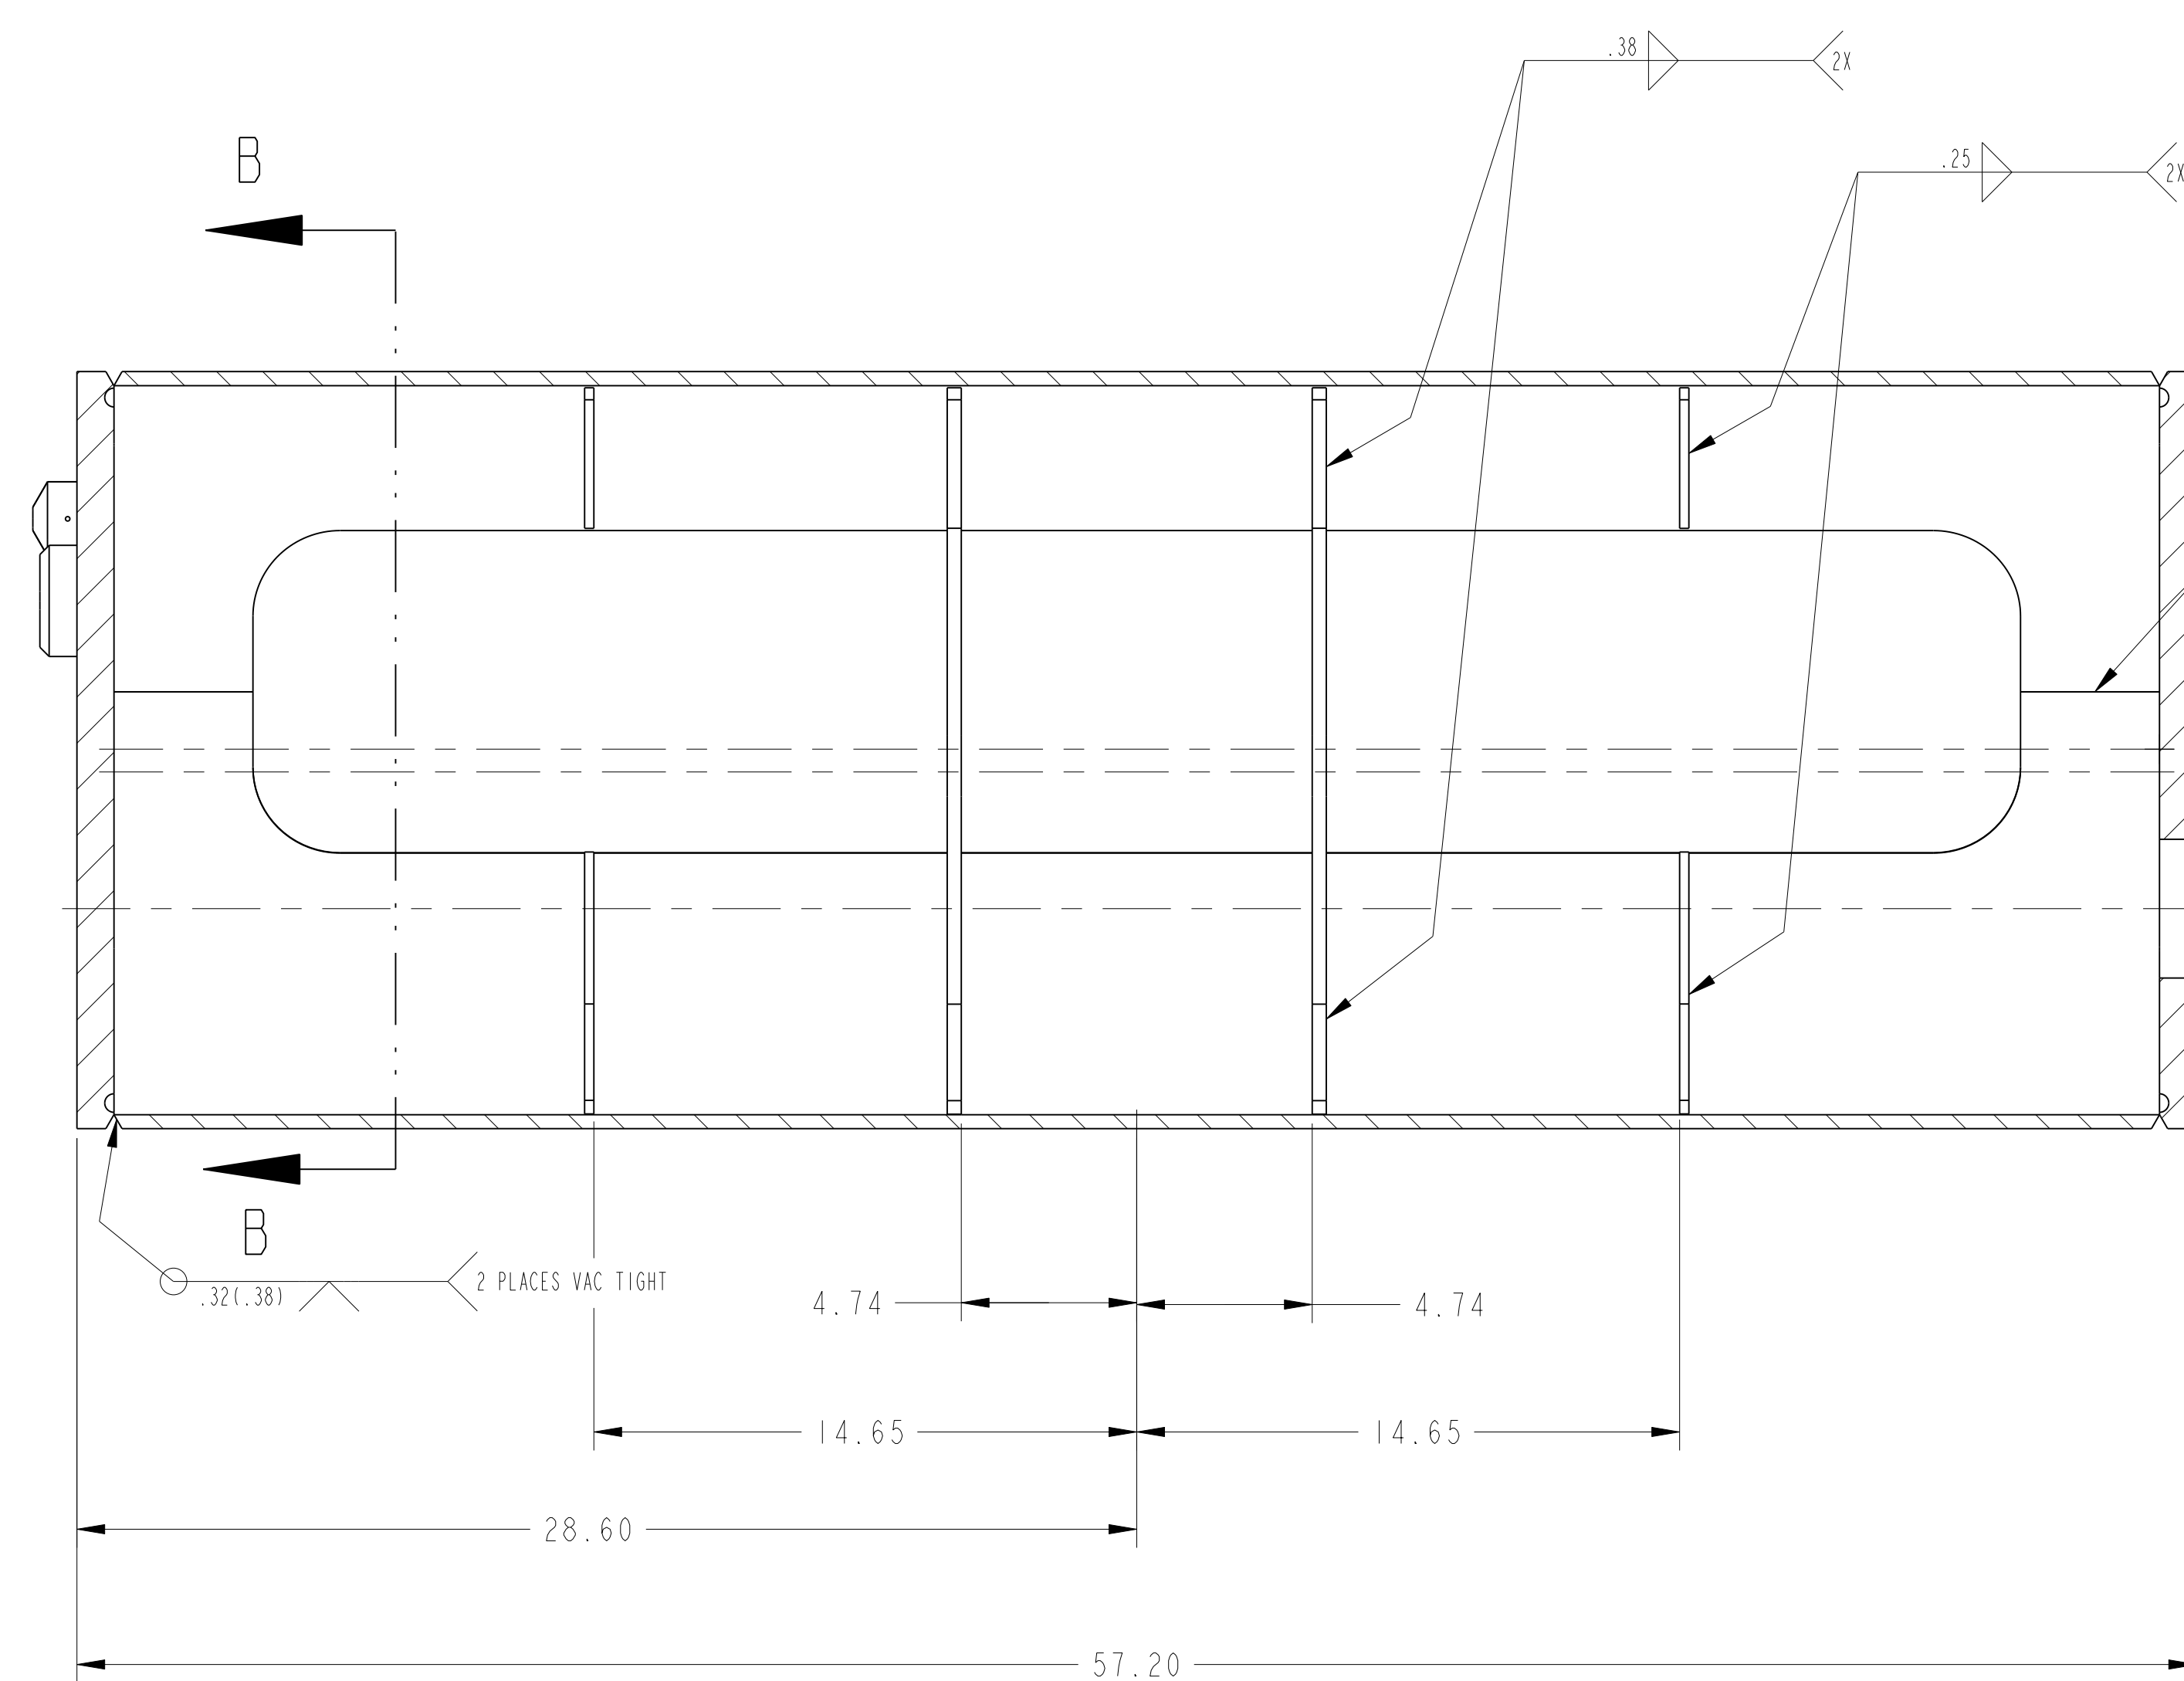 .38
2X
.25
2X
B
B
.32(.38)
2 PLACES VAC TIGHT
4.74
4.74
14.65
14.65
28.60
57.20